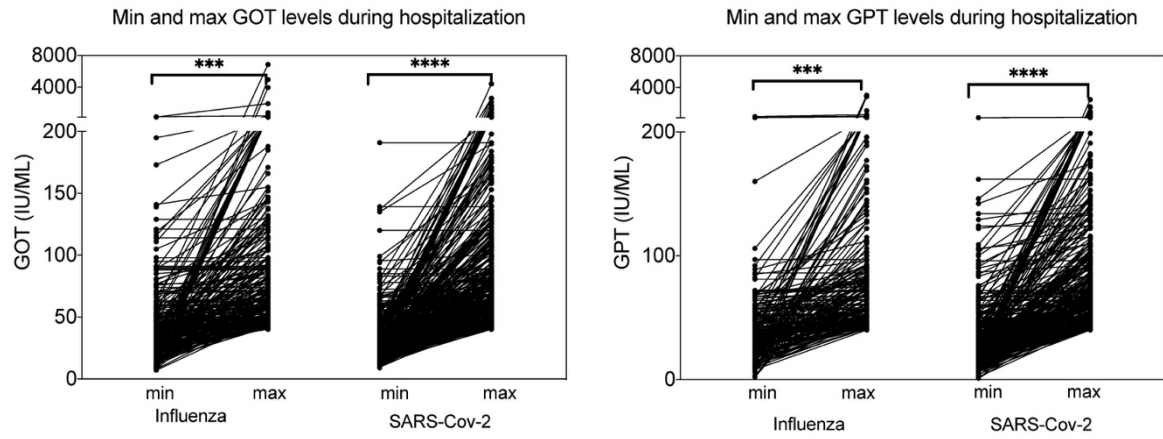 Min and max GOT levels during hospitalization
8000
4000
200
150
100
50
0
GOT (IU/ML)
***
****
min
max
min
max
Influenza
SARS-Cov-2
Min and max GPT levels during hospitalization
8000
4000
200
100
0
GPT (IU/ML)
***
****
min
max
min
max
Influenza
SARS-Cov-2